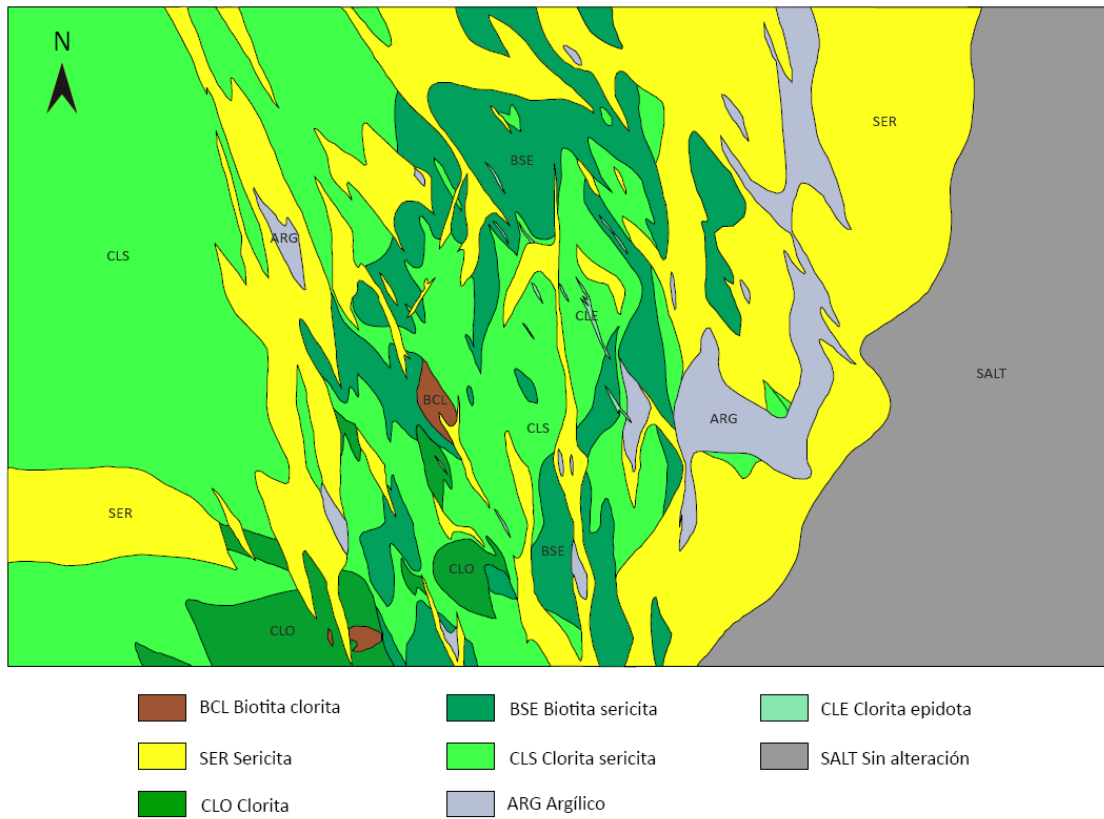 N
SER
BSE
ARG
CLS
CLE
SALT
BCL
ARG
CLS
SER
BSE
CLO
CLO
BCL Biotita clorita
BSE Biotita sericita
CLE Clorita epidota
SER Sericita
CLS Clorita sericita
SALT Sin alteración
CLO Clorita
ARG Argílico